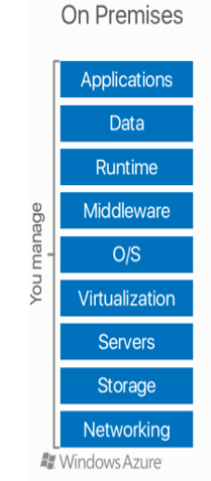 On Premises
Applications
Data
Runtime
Middleware
O/S
Virtualization
Servers
Storage
Networking
You manage
Windows Azure